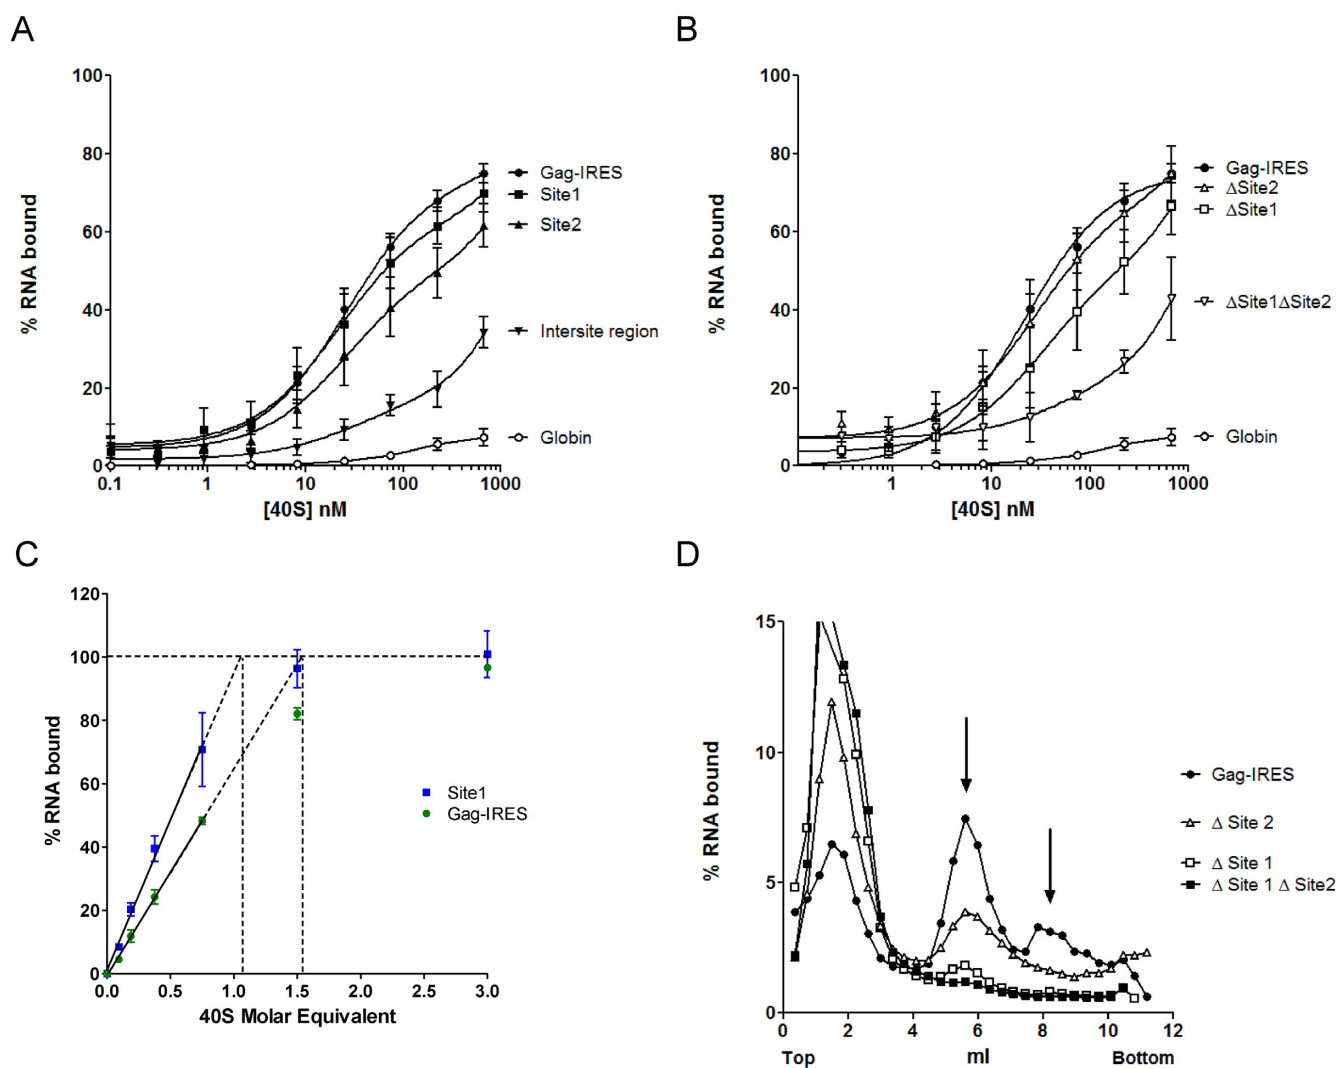 A
% RNA bound
100
80
60
40
20
0
0.1
1
10
100
1000
[40S] nM
Gag-IRES
Site1
Site2
Intersite region
Globin
B
% RNA bound
100
80
60
40
20
0
1
10
100
1000
[40S] nM
Gag-IRES
ΔSite2
ΔSite1
ΔSite1ΔSite2
Globin
C
% RNA bound
120
100
80
60
40
20
0
0.0
0.5
1.0
1.5
2.0
2.5
3.0
40S Molar Equivalent
Site1
Gag-IRES
D
% RNA bound
15
10
5
0
0
2
4
6
8
10
12
Top
ml
Bottom
Gag-IRES
Δ Site 2
Δ Site 1
Δ Site 1 Δ Site2